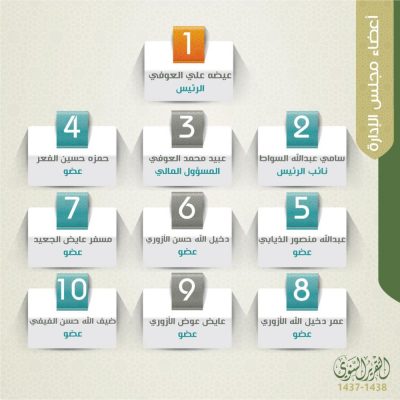 أعضاء مجلس الإدارة
1
عيضه علي العوفي
الرئيس
2
سامي عبدالله السواط
نائب الرئيس
3
عبيد محمد العوفي
المسؤول المالي
4
حمزه حسين الفعر
عضو
5
عبدالله منصور الذيابي
عضو
6
دخيل الله حسن الأزوري
عضو
7
مسفر عايض الجعيد
عضو
8
عمر دخيل الله الأزوري
عضو
9
عايض عوض الأزوري
عضو
10
ضيف الله حسن الفيفي
عضو
التقرير السنوي
1437-1438